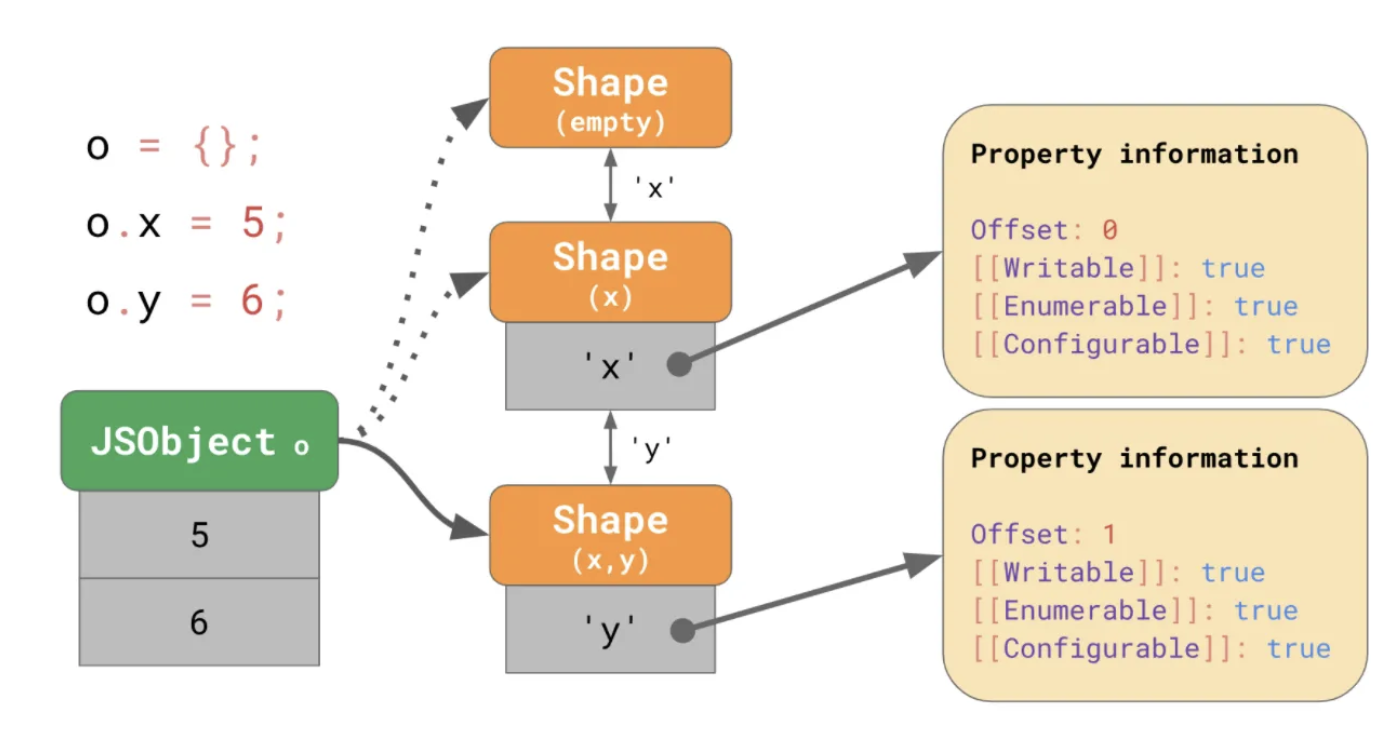 o = {};
o.x = 5;
o.y = 6;
JSObject o
5
6
Shape
(empty)
'x'
Shape
(x)
'x'
'y'
Shape
(x,y)
'y'
Property information
Offset: 0
[[Writable]]: true
[[Enumerable]]: true
[[Configurable]]: true
Property information
Offset: 1
[[Writable]]: true
[[Enumerable]]: true
[[Configurable]]: true